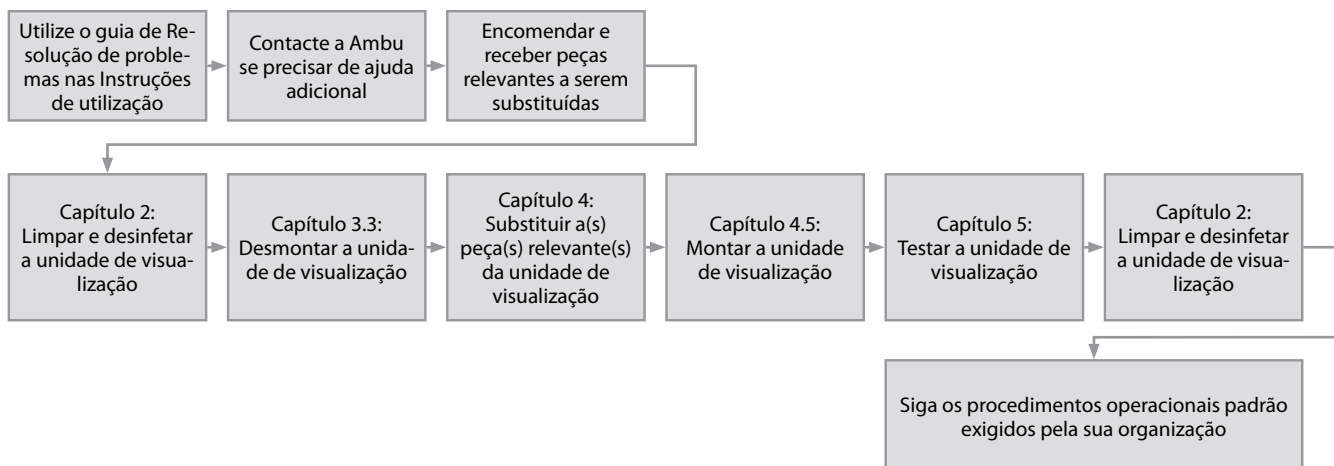 Utilize o guia de Re-
solução de proble-
mas nas Instruções
de utilização
Contacte a Ambu
se precisar de ajuda
adicional
Encomendar e
receber peças
relevantes a serem
substituídas
Capítulo 2:
Limpar e desinfetar
a unidade de visua-
lização
Capítulo 3.3:
Desmontar a unida-
de de visualização
Capítulo 4:
Substituir a(s)
peça(s) relevante(s)
da unidade de
visualização
Capítulo 4.5:
Montar a unidade
de visualização
Capítulo 5:
Testar a unidade de
visualização
Capítulo 2:
Limpar e desinfetar
a unidade de visua-
lização
Siga os procedimentos operacionais padrão
exigidos pela sua organização